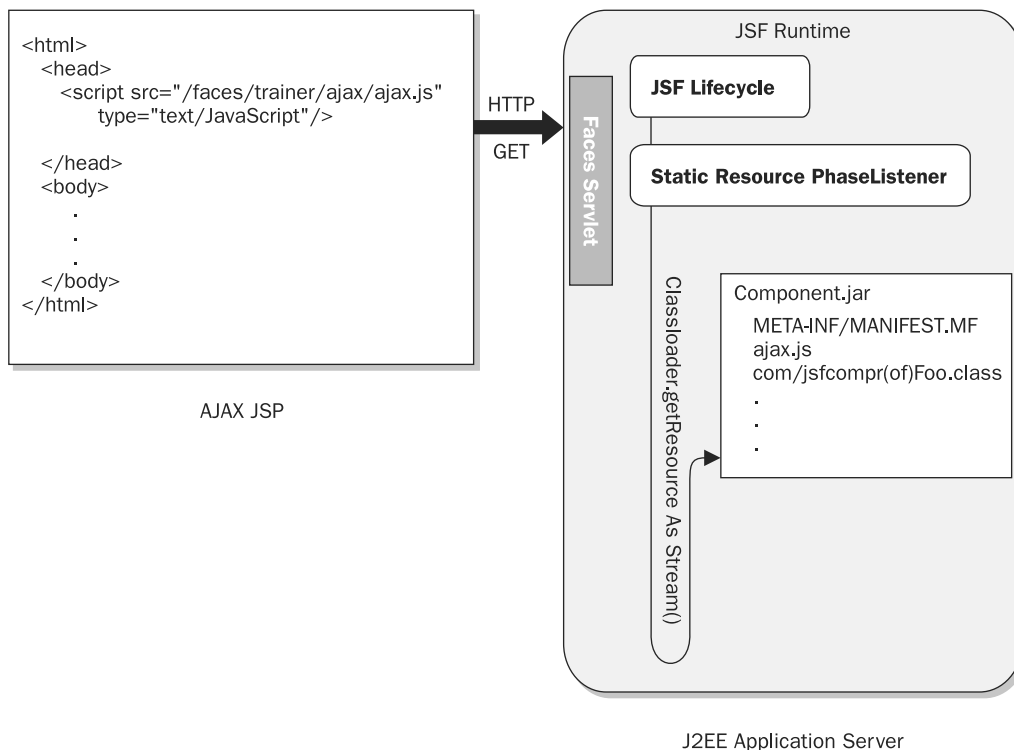 <html>
<head>
<script src="/faces/trainer/ajax/ajax.js"
type="text/JavaScript"/>
</head>
<body>
.
.
.
</body>
</html>
AJAX JSP
HTTP
GET
JSF Runtime
Faces Servlet
JSF Lifecycle
Static Resource PhaseListener
Classloader.getResource As Stream()
Component.jar
META-INF/MANIFEST.MF
ajax.js
com/jsfcompr(of)Foo.class
.
.
.
J2EE Application Server